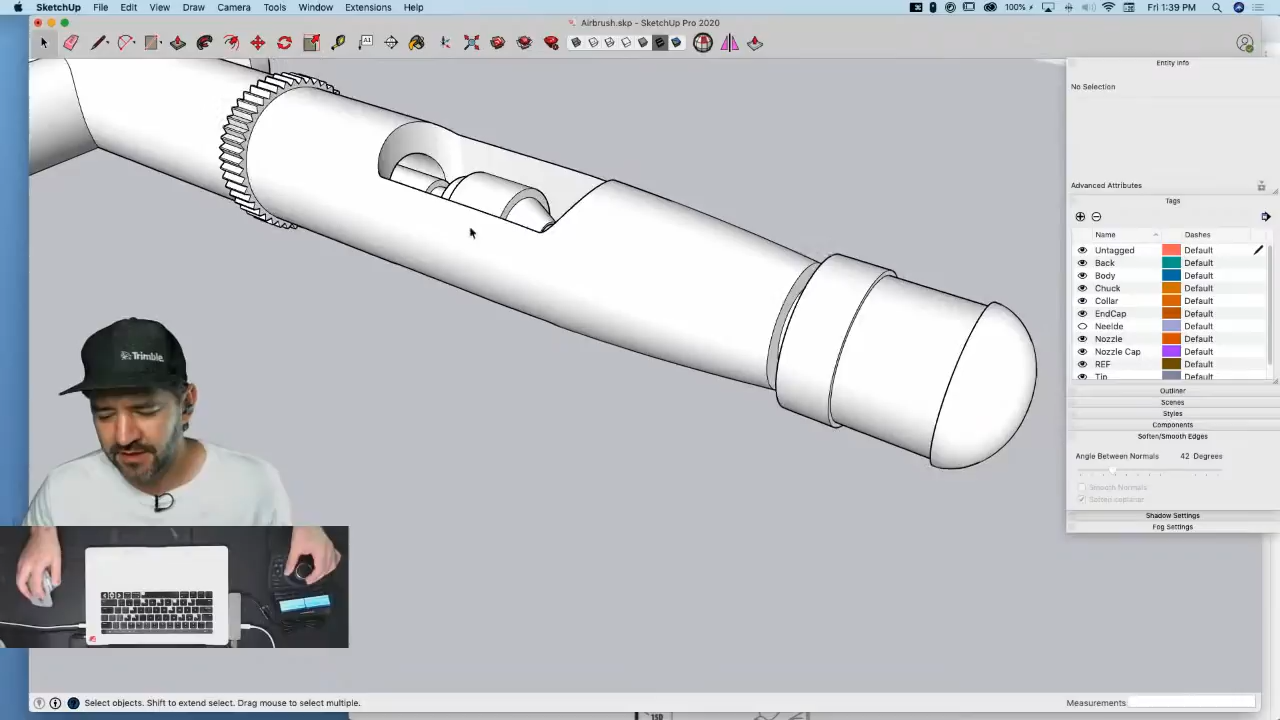 SketchUp File Edit View Draw Camera Tools Window Extensions Help
100% Fri 1:39 PM
Airbrush.skp - SketchUp Pro 2020
Entity Info
No Selection
Advanced Attributes
Tags
Name Dashes
Untagged Default
Back Default
Body Default
Chuck Default
Collar Default
EndCap Default
Neelde Default
Nozzle Default
Nozzle Cap Default
REF Default
Tip Default
Outliner
Scenes
Styles
Components
Soften/Smooth Edges
Angle Between Normals 42 Degrees
Smooth Normals
Soften coplanar
Shadow Settings
Fog Settings
Trimble
Select objects. Shift to extend select. Drag mouse to select multiple.
Measurements